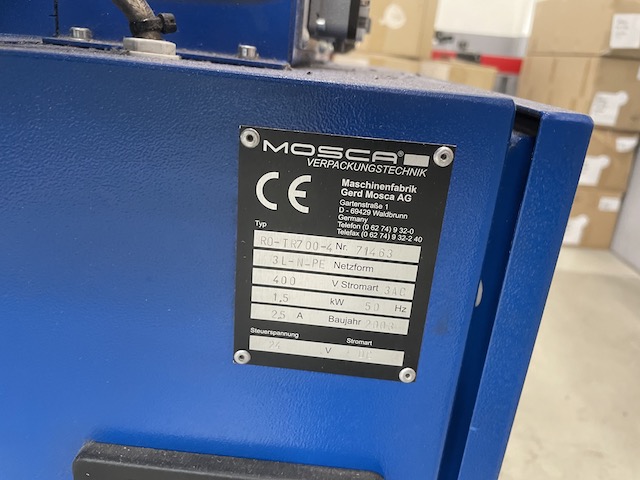 MOSCA®
VERPACKUNGSTECHNIK
CE
Maschinenfabrik
Gerd Mosca AG
Gartenstraße 1
D - 69429 Waldbrunn
Germany
Telefon (0 62 74) 9 32-0
Telefax (0 62 74) 9 32-2 40
Typ
RO-TR700-4 Nr. 71463
3L-N-PE Netzform
400 V Stromart 3AC
1,5 kW 50 Hz
25 A Baujahr
Steuerspannung Stromart
24 V